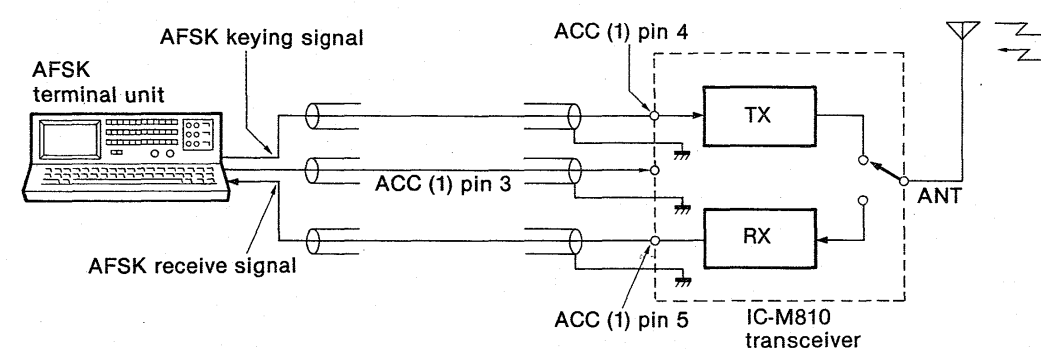 AFSK keying signal
ACC (1) pin 4
AFSK
terminal unit
TX
ACC (1) pin 3
ANT
RX
AFSK receive signal
ACC (1) pin 5
IC-M810
transceiver